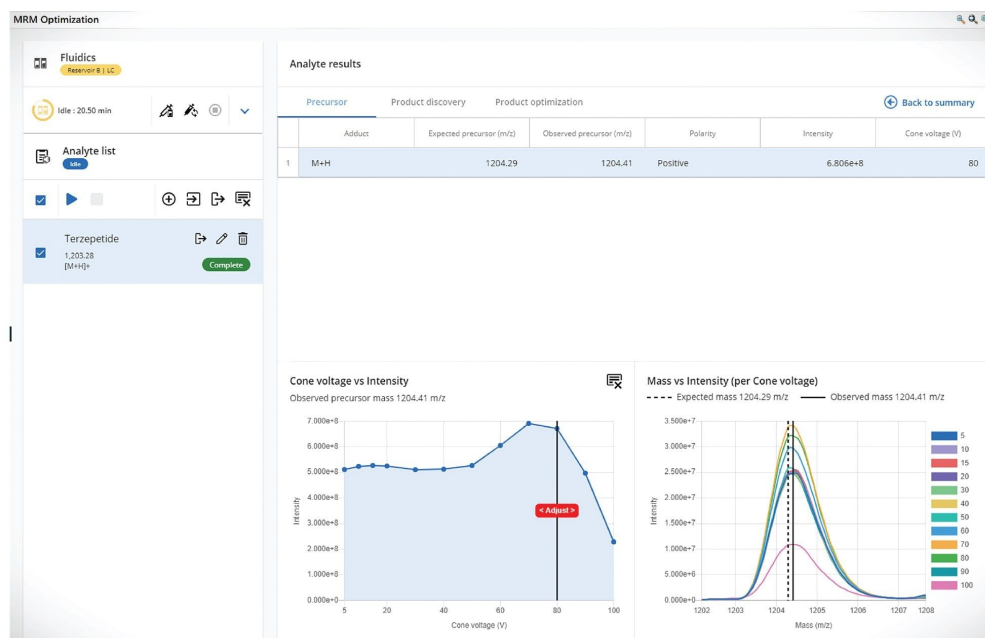 MRM Optimization
Fluidics
Reservoir B | LC
Idle : 20.50 min
Analyte list
Idle
Terzepetide
1,203.28
[M+H]+
Complete
Analyte results
Precursor Product discovery Product optimization Back to summary
Adduct Expected precursor (m/z) Observed precursor (m/z) Polarity Intensity Cone voltage (V)
1 M+H 1204.29 1204.41 Positive 6.806e+8 80
Cone voltage vs Intensity
Observed precursor mass 1204.41 m/z
7.000e+8
6.000e+8
5.000e+8
4.000e+8
3.000e+8
2.000e+8
1.000e+8
0.000e+0
Intensity
< Adjust >
5 20 40 60 80 100
Cone voltage (V)
Mass vs Intensity (per Cone voltage)
Expected mass 1204.29 m/z Observed mass 1204.41 m/z
3.500e+7
3.000e+7
2.500e+7
2.000e+7
1.500e+7
1.000e+7
5.000e+6
0.000e+0
Intensity
1202 1203 1204 1205 1206 1207 1208
Mass (m/z)
5
10
15
20
30
40
50
60
70
80
90
100